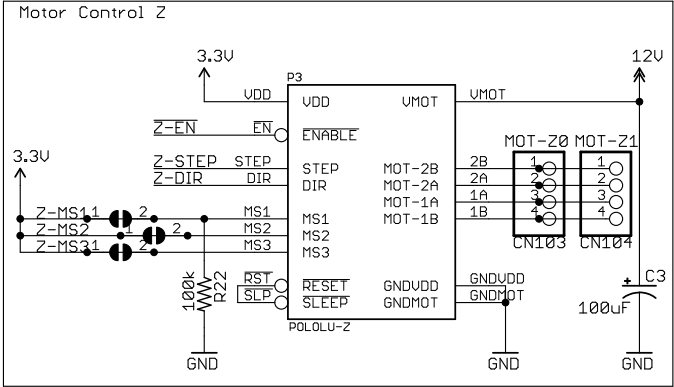 Motor Control Z
3.3V
12V
P3
VDD VDD VMOT VMOT
Z-EN EN ENABLE
MOT-Z0 MOT-Z1
Z-STEP STEP STEP MOT-2B 2B 1 1
Z-DIR DIR DIR MOT-2A 2A 2 2
3.3V
MOT-1A 1A 3 3
Z-MS1 1 2 MS1 MS1 MOT-1B 1B 4 4
Z-MS2 1 2 MS2 MS2
Z-MS3 1 2 MS3 MS3
CN103 CN104
RST RESET GNDVDD GNDVDD
SLP SLEEP GNDMOT GNDMOT
100k R22
+ C3
100uF
POLOLU-Z
GND GND GND